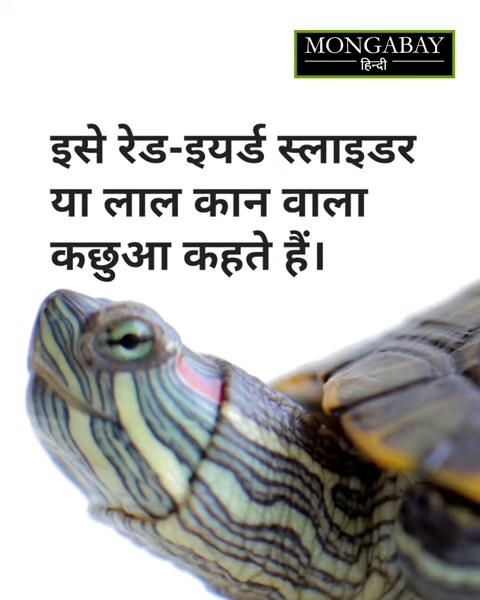 MONGABAY
हिन्दी
इसे रेड-इयर्ड स्लाइडर
या लाल कान वाला
कछुआ कहते हैं।